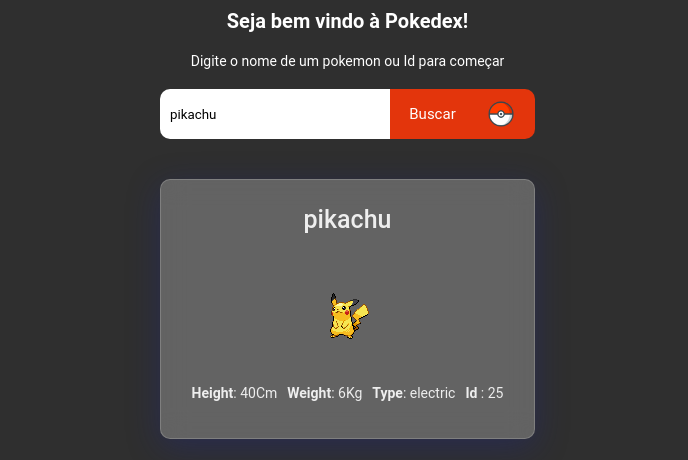 Seja bem vindo à Pokedex!
Digite o nome de um pokemon ou Id para começar
pikachu Buscar
pikachu
Height: 40Cm Weight: 6Kg Type: electric Id : 25